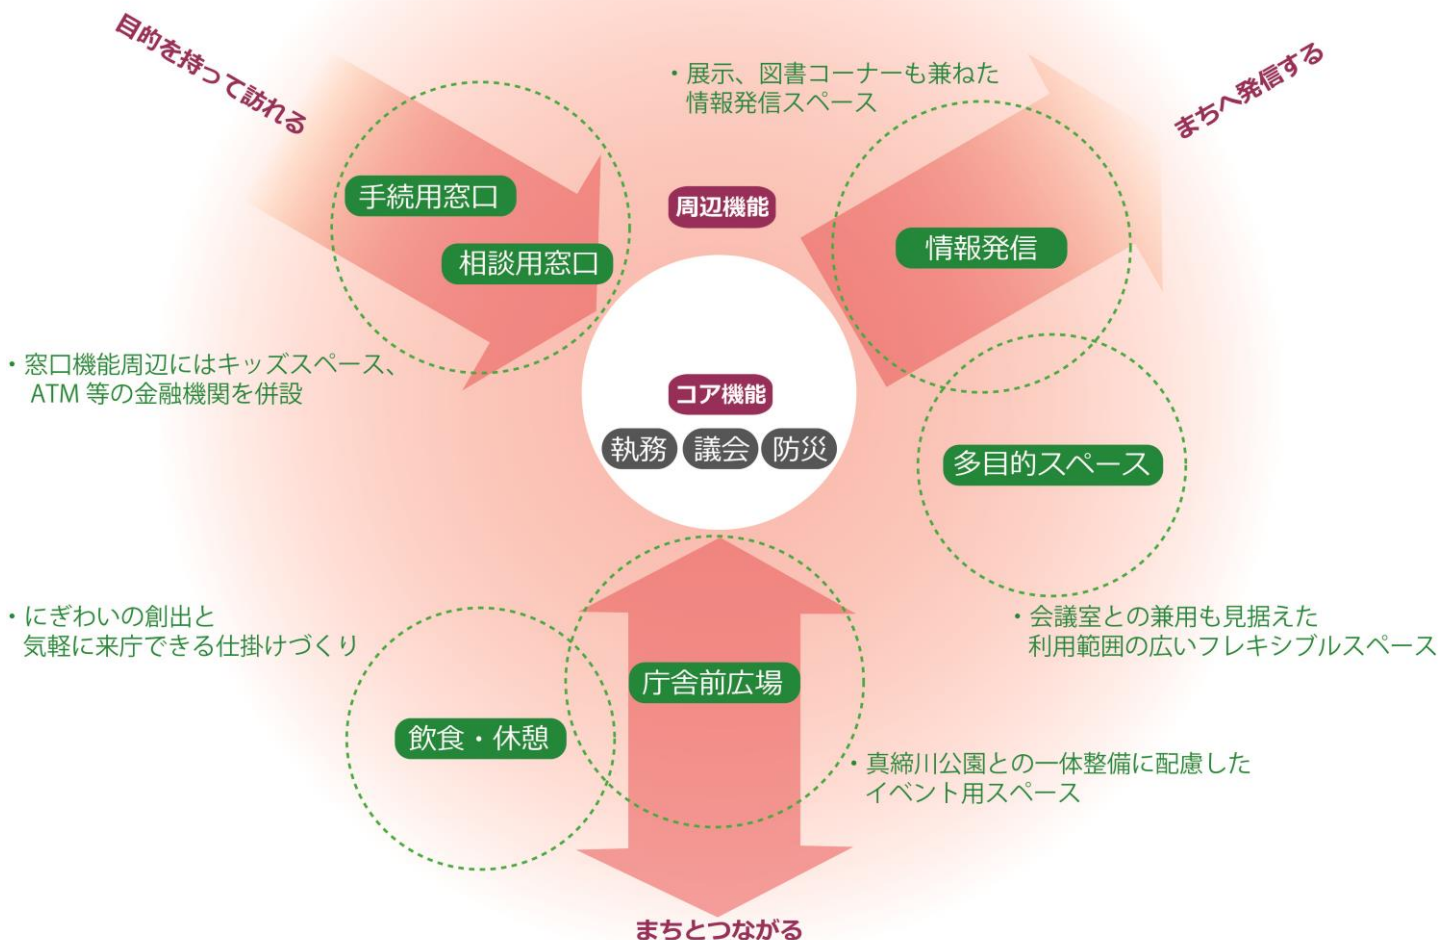 目的を持って訪れる
・展示、図書コーナーも兼ねた
情報発信スペース
まちへ発信する
手続用窓口
相談用窓口
周辺機能
情報発信
・窓口機能周辺にはキッズスペース、
ATM 等の金融機関を併設
コア機能
執務 議会 防災
多目的スペース
・にぎわいの創出と
気軽に来庁できる仕掛けづくり
・会議室との兼用も見据えた
利用範囲の広いフレキシブルスペース
庁舎前広場
飲食・休憩
・真締川公園との一体整備に配慮した
イベント用スペース
まちとつながる